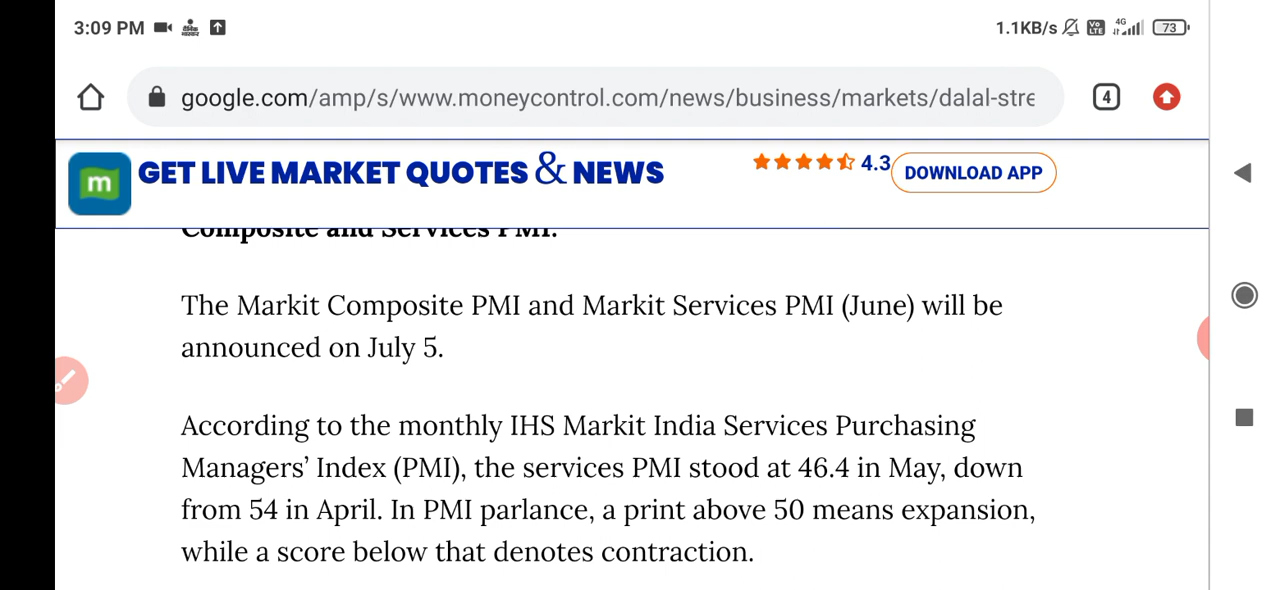 3:09 PM
1.1KB/s
4G
73
google.com/amp/s/www.moneycontrol.com/news/business/markets/dalal-stre
4
m
GET LIVE MARKET QUOTES & NEWS
4.3
DOWNLOAD APP
Composite and Services PMI:
The Markit Composite PMI and Markit Services PMI (June) will be
announced on July 5.
According to the monthly IHS Markit India Services Purchasing
Managers’ Index (PMI), the services PMI stood at 46.4 in May, down
from 54 in April. In PMI parlance, a print above 50 means expansion,
while a score below that denotes contraction.